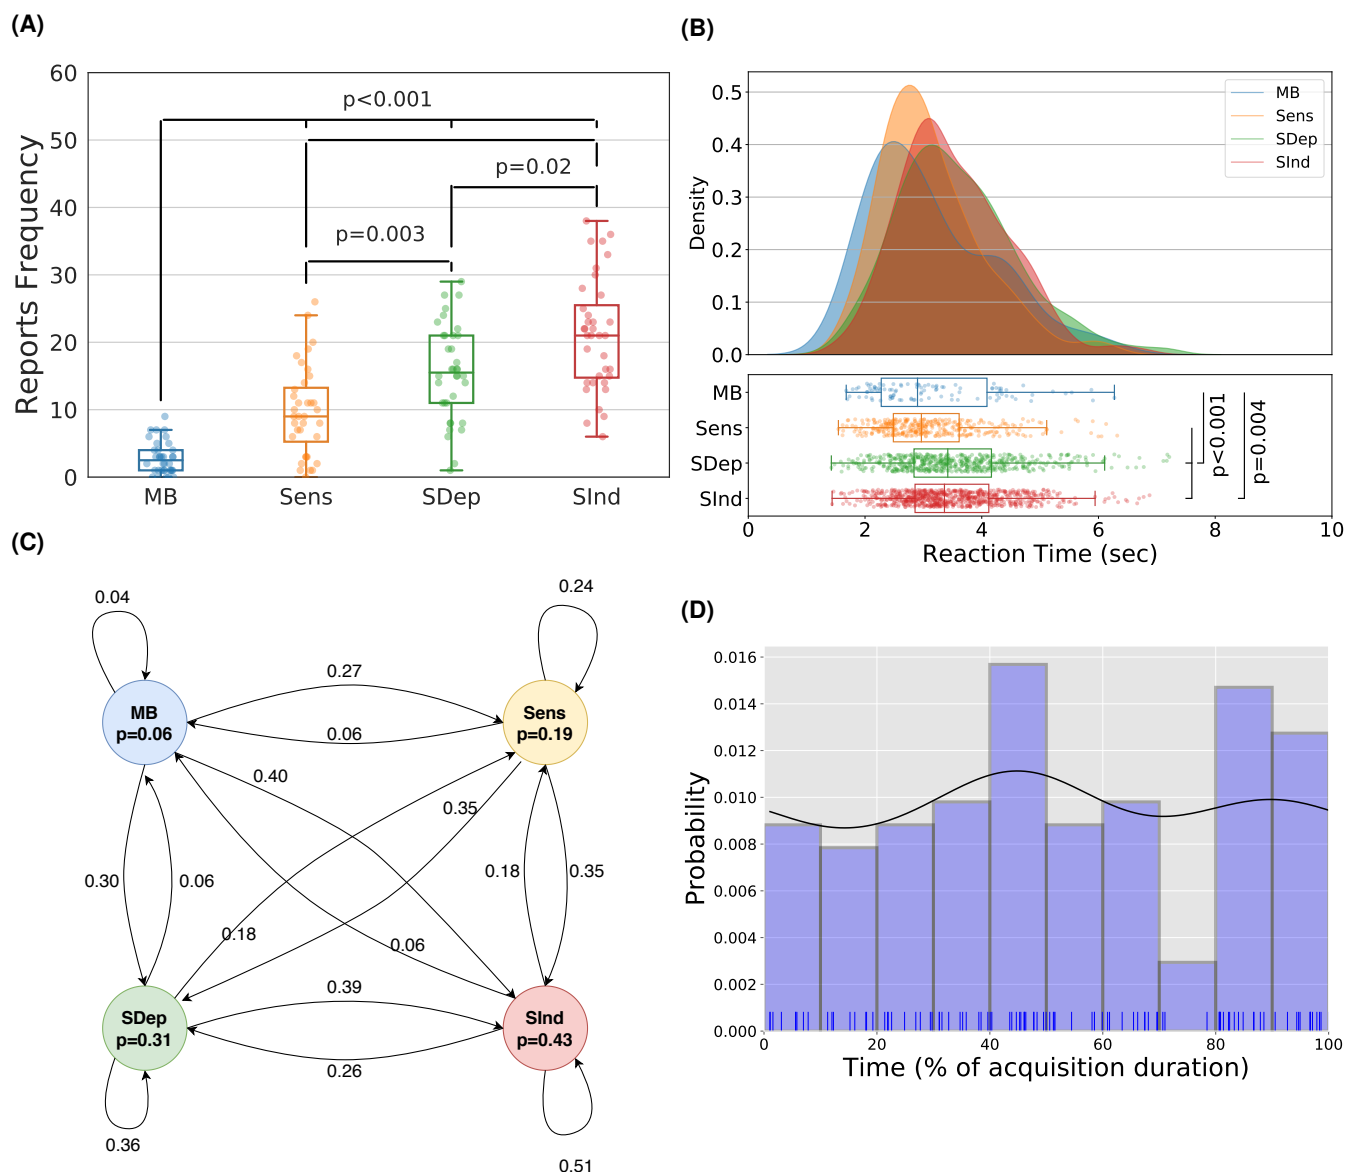 (A)
60
50
40
30
20
10
0
Reports Frequency
p<0.001
p=0.02
p=0.003
MB
Sens
SDep
SInd
(B)
0.5
0.4
0.3
0.2
0.1
0.0
Density
MB
Sens
SDep
SInd
MB
Sens
SDep
SInd
p<0.001
p=0.004
0
2
4
6
8
10
Reaction Time (sec)
(C)
0.04
0.24
0.27
MB
p=0.06
Sens
p=0.19
0.06
0.40
0.35
0.30
0.06
0.18
0.35
0.18
0.06
0.39
SDep
p=0.31
SInd
p=0.43
0.26
0.36
0.51
(D)
0.016
0.014
0.012
0.010
0.008
0.006
0.004
0.002
0.000
Probability
0
20
40
60
80
100
Time (% of acquisition duration)